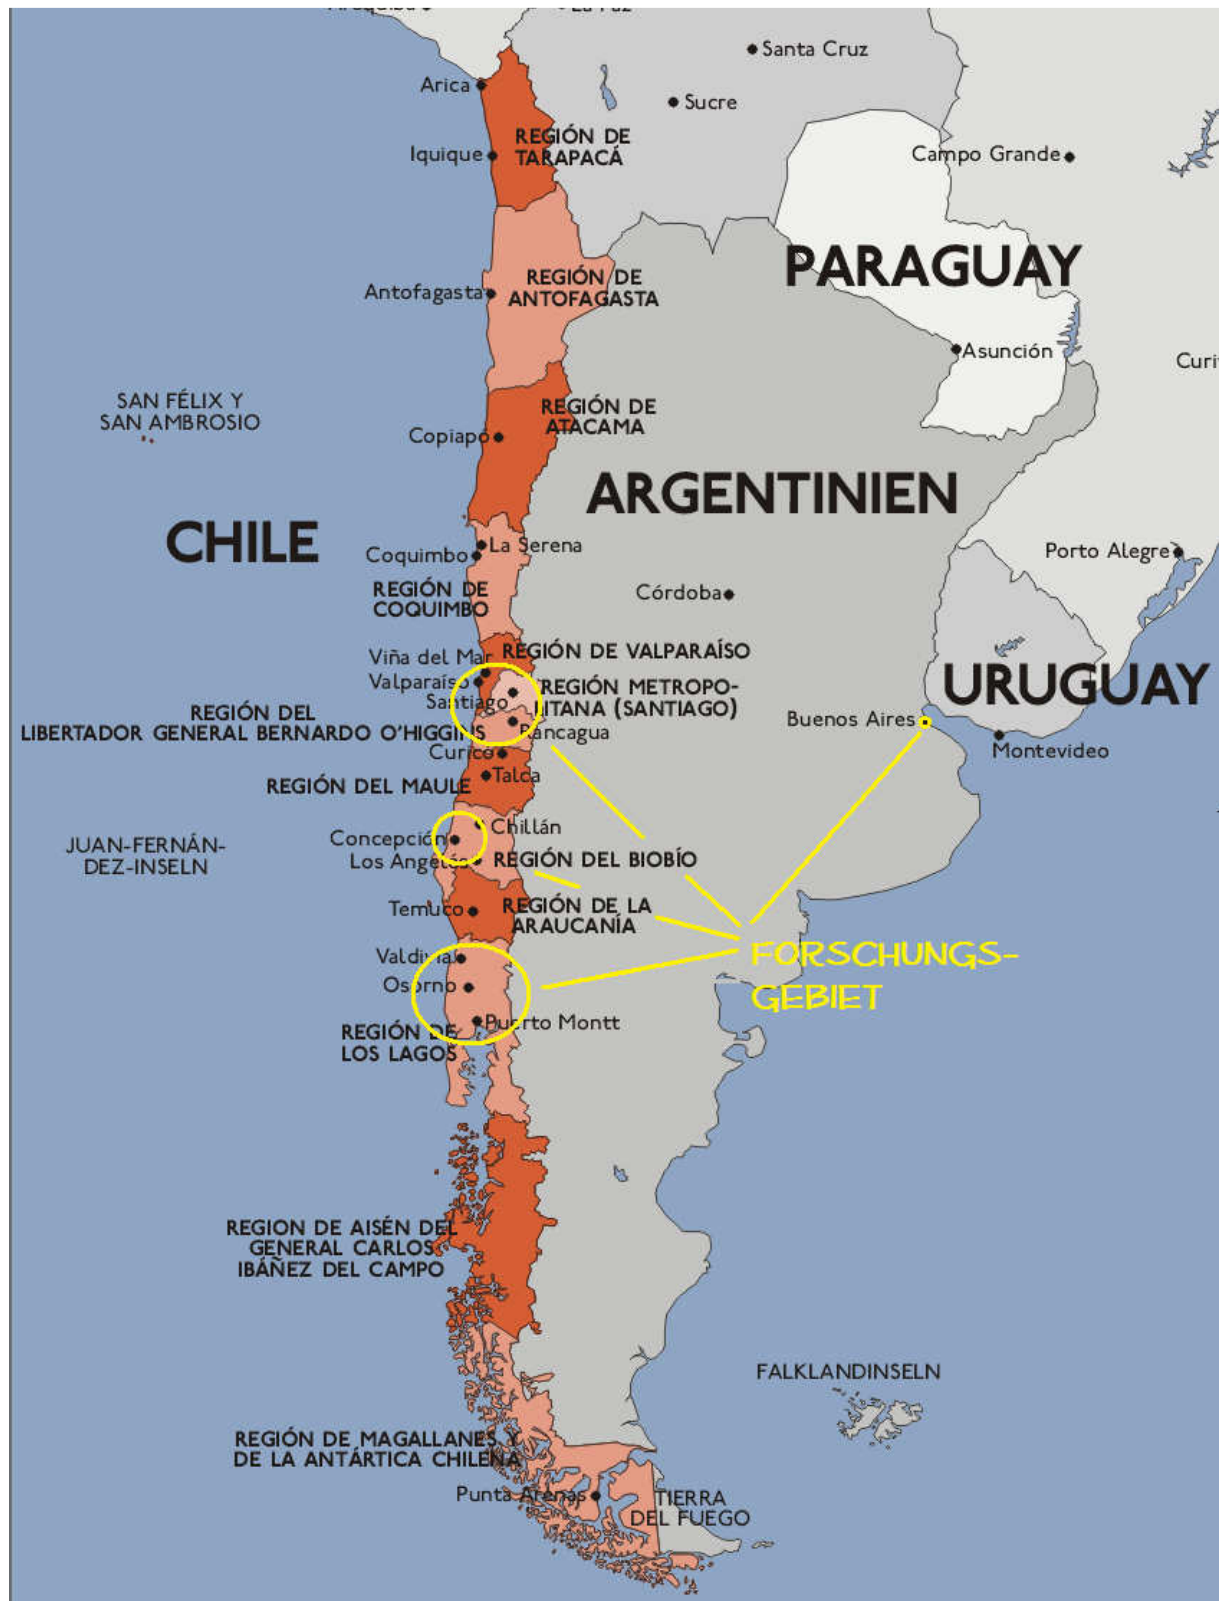 Santa Cruz
Arica
Sucre
REGIÓN DE
TARAPACÁ
Iquique
Campo Grande
PARAGUAY
REGIÓN DE
ANTOFAGASTA
Antofagasta
Asunción
Curi
SAN FÉLIX Y
SAN AMBROSIO
REGIÓN DE
ATACAMA
Copiapó
ARGENTINIEN
CHILE
La Serena
Coquimbo
Porto Alegre
REGIÓN DE
COQUIMBO
Córdoba
REGIÓN DE VALPARAÍSO
Viña del Mar
Valparaíso
Santiago
REGIÓN METROPO-
LITANA (SANTIAGO)
URUGUAY
REGIÓN DEL
LIBERTADOR GENERAL BERNARDO O'HIGGINS
Rancagua
Buenos Aires
Montevideo
Curicó
Talca
REGIÓN DEL MAULE
Chillán
Concepción
JUAN-FERNÁN-
DEZ-INSELN
Los Angeles
REGIÓN DEL BIOBÍO
Temuco
REGIÓN DE LA
ARAUCANÍA
FORSCHUNGS-
GEBIET
Valdivia
Osorno
Puerto Montt
REGIÓN DE
LOS LAGOS
REGION DE AISÉN DEL
GENERAL CARLOS
IBÁÑEZ DEL CAMPO
FALKLANDINSELN
REGIÓN DE MAGALLANES Y
DE LA ANTÁRTICA CHILENA
Punta Arenas
TIERRA
DEL FUEGO